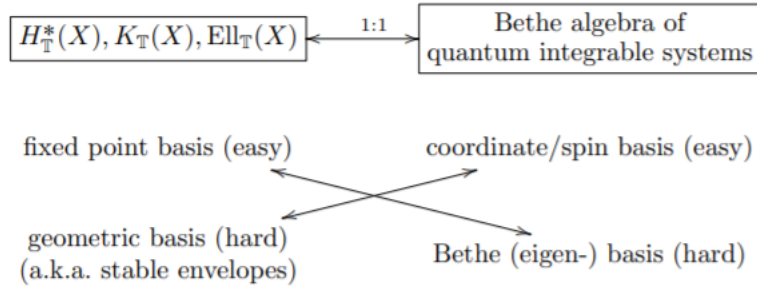 H*_𝕋(X), K_𝕋(X), Ell_𝕋(X)
1:1
Bethe algebra of
quantum integrable systems
fixed point basis (easy)
coordinate/spin basis (easy)
geometric basis (hard)
(a.k.a. stable envelopes)
Bethe (eigen-) basis (hard)